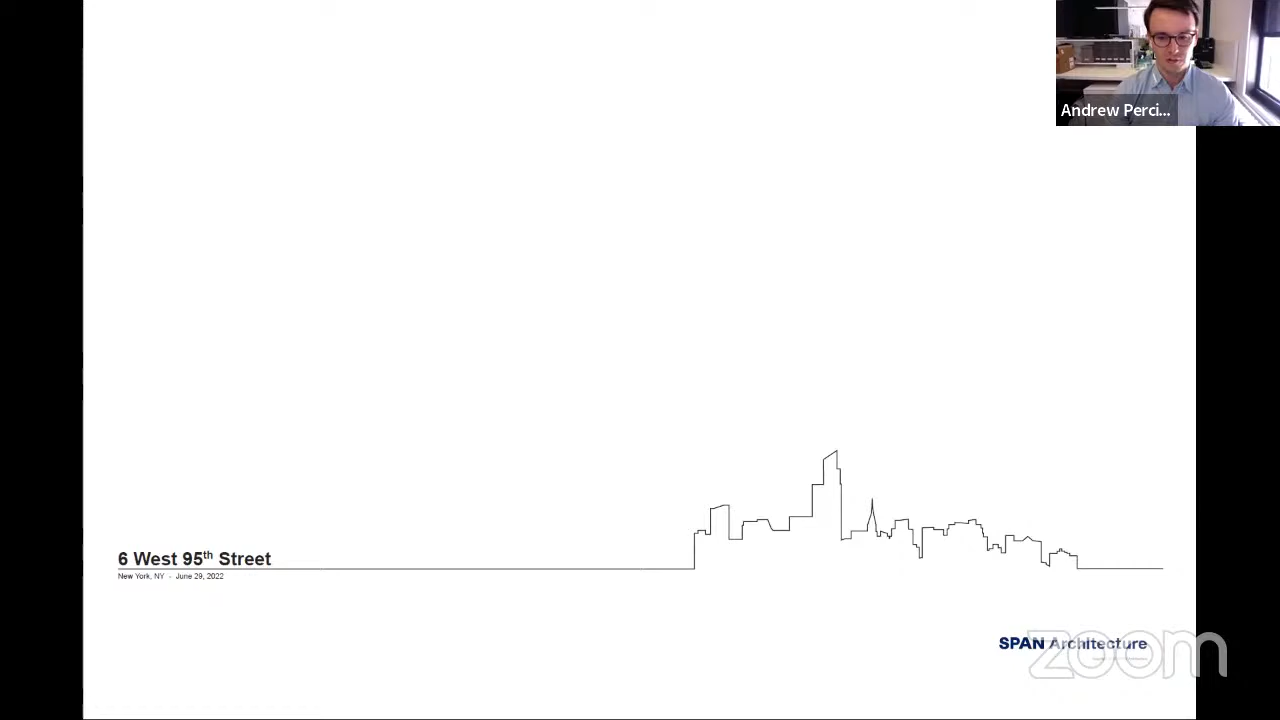 Andrew Perci...
6 West 95th Street
New York, NY - June 29, 2022
SPAN Architecture
zoom